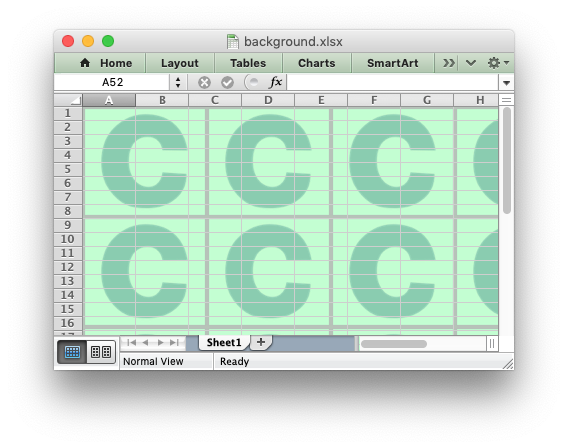 background.xlsx
Home Layout Tables Charts SmartArt
A52 fx
A B C D E F G H
1
2
3
4
5
6
7
8
9
10
11
12
13
14
15
16
C C C C
C C C C
Sheet1
Normal View Ready